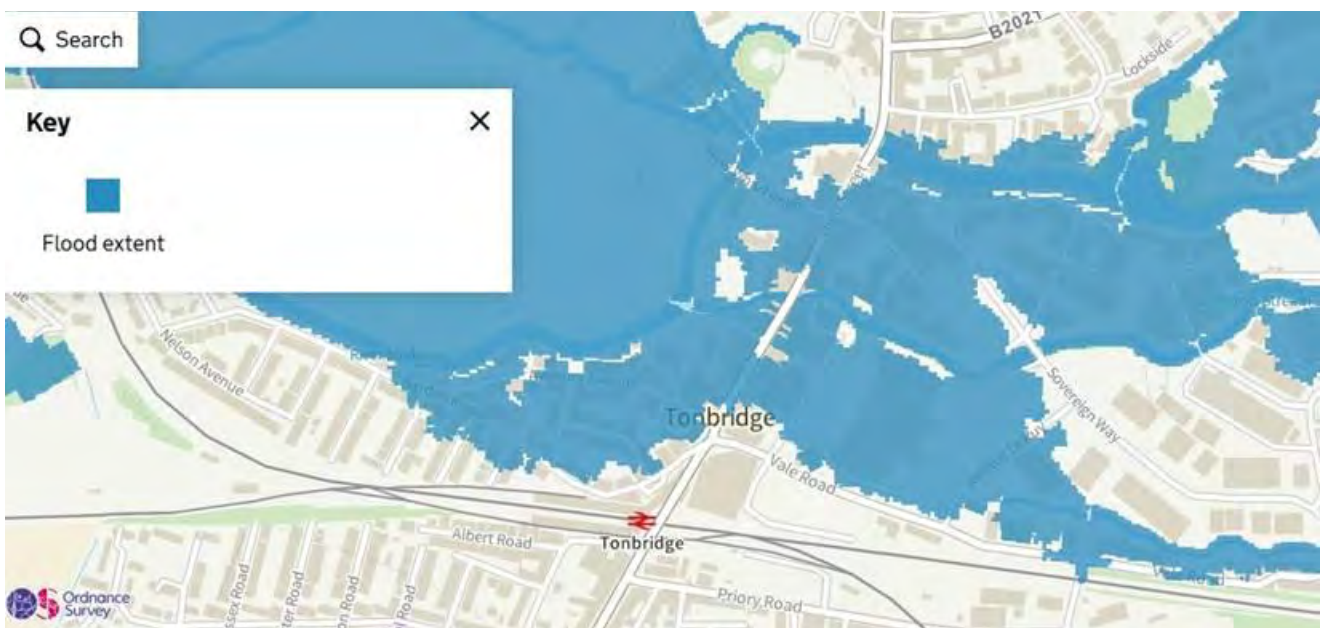 Search
Key
Flood extent
B2021
Lockside
Nelson Avenue
Tonbridge
Sovereign Way
Vale Road
Albert Road
Tonbridge
Priory Road
Ordnance
Survey